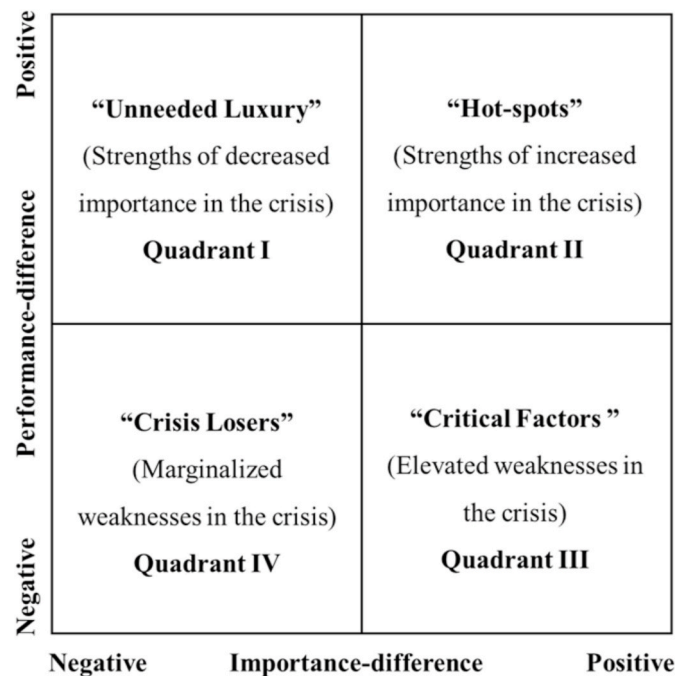 Positive
Performance-difference
Negative
“Unneeded Luxury”
(Strengths of decreased
importance in the crisis)
Quadrant I
“Hot-spots”
(Strengths of increased
importance in the crisis)
Quadrant II
“Crisis Losers”
(Marginalized
weaknesses in the crisis)
Quadrant IV
“Critical Factors ”
(Elevated weaknesses in
the crisis)
Quadrant III
Negative
Importance-difference
Positive